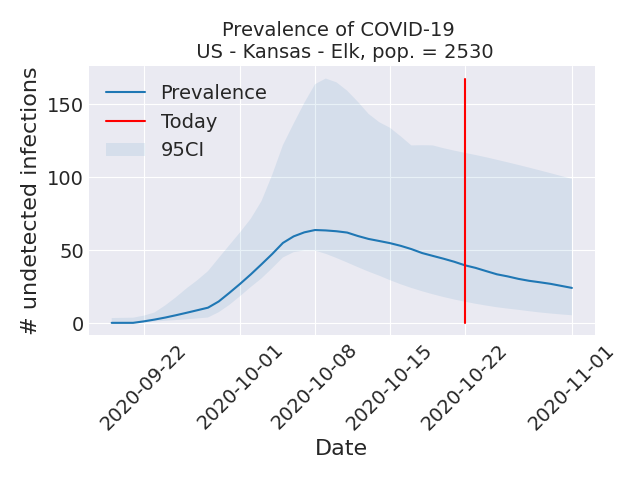 Prevalence of COVID-19
US - Kansas - Elk, pop. = 2530
# undetected infections
150
100
50
0
Prevalence
Today
95CI
2020-09-22
2020-10-01
2020-10-08
2020-10-15
2020-10-22
2020-11-01
Date